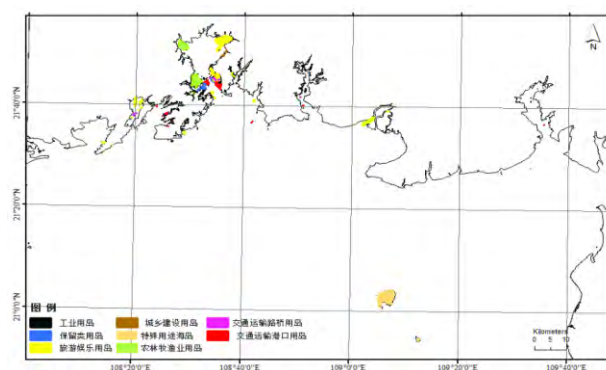 N
21°40'0"N
21°20'0"N
21°0'0"N
图 例
工业用岛 城乡建设用岛 交通运输路桥用岛
保留类用岛 特殊用途海岛 交通运输港口用岛
旅游娱乐用岛 农林牧渔业用岛
Kilometers
0 5 10
108°20'0"E 108°40'0"E 109°0'0"E 109°20'0"E 109°40'0"E